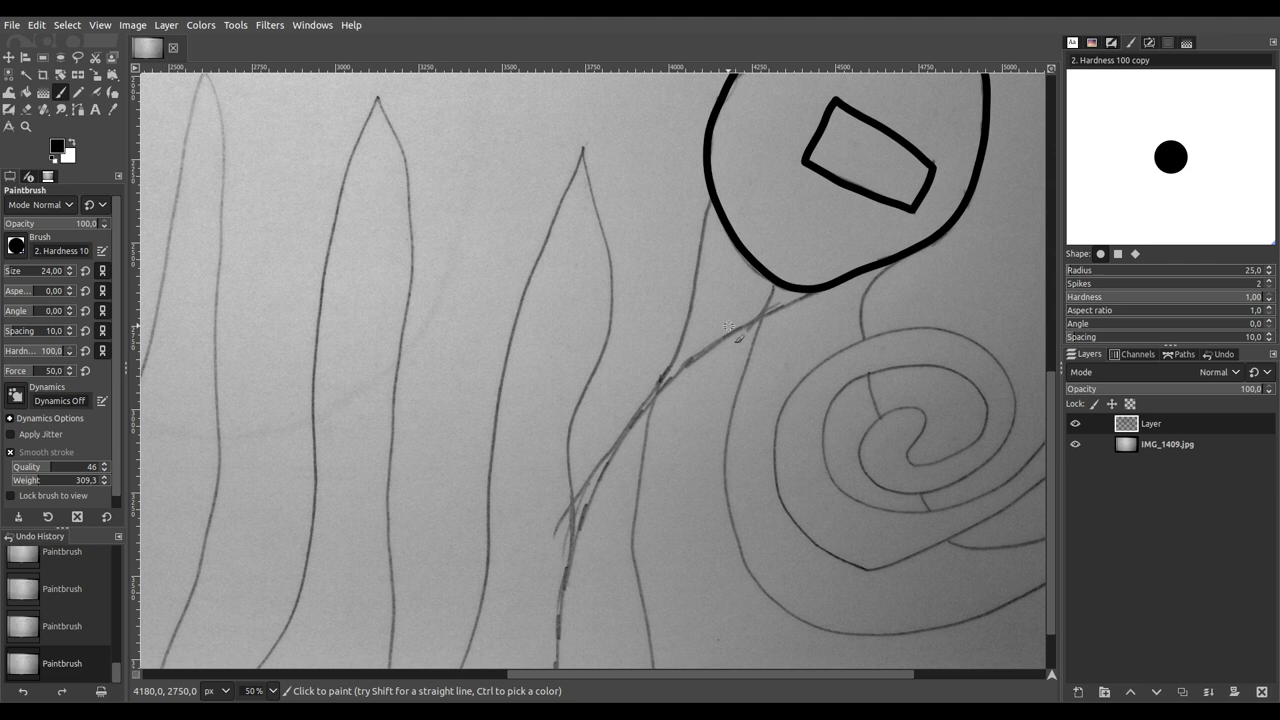 File Edit Select View Image Layer Colors Tools Filters Windows Help
2500 2750 3000 3250 3500 3750 4000 4250 4500 4750 5000
Paintbrush
Mode Normal
Opacity 100,0
Brush
2. Hardness 10
Size 24,00
Aspe... 0,00
Angle 0,00
Spacing 10,0
Hardn... 100,0
Force 50,0
Dynamics
Dynamics Off
Dynamics Options
Apply Jitter
Smooth stroke
Quality 46
Weight 309,3
Lock brush to view
Undo History
Paintbrush
Paintbrush
Paintbrush
Paintbrush
4180,0, 2750,0 px 50 % Click to paint (try Shift for a straight line, Ctrl to pick a color)
Aa
2. Hardness 100 copy
Shape:
Radius 25,0
Spikes 2
Hardness 1,00
Aspect ratio 1,0
Angle 0,0
Spacing 10,0
Layers Channels Paths Undo
Mode Normal
Opacity 100,0
Lock:
Layer
IMG_1409.jpg